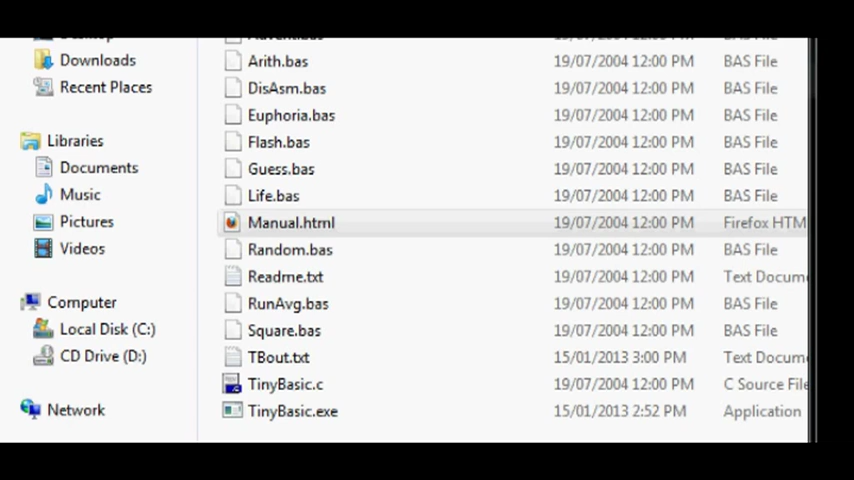 Downloads
Recent Places
Libraries
Documents
Music
Pictures
Videos
Computer
Local Disk (C:)
CD Drive (D:)
Network
Arith.bas 19/07/2004 12:00 PM BAS File
DisAsm.bas 19/07/2004 12:00 PM BAS File
Euphoria.bas 19/07/2004 12:00 PM BAS File
Flash.bas 19/07/2004 12:00 PM BAS File
Guess.bas 19/07/2004 12:00 PM BAS File
Life.bas 19/07/2004 12:00 PM BAS File
Manual.html 19/07/2004 12:00 PM Firefox HTM
Random.bas 19/07/2004 12:00 PM BAS File
Readme.txt 19/07/2004 12:00 PM Text Docum
RunAvg.bas 19/07/2004 12:00 PM BAS File
Square.bas 19/07/2004 12:00 PM BAS File
TBout.txt 15/01/2013 3:00 PM Text Docum
TinyBasic.c 19/07/2004 12:00 PM C Source File
TinyBasic.exe 15/01/2013 2:52 PM Application